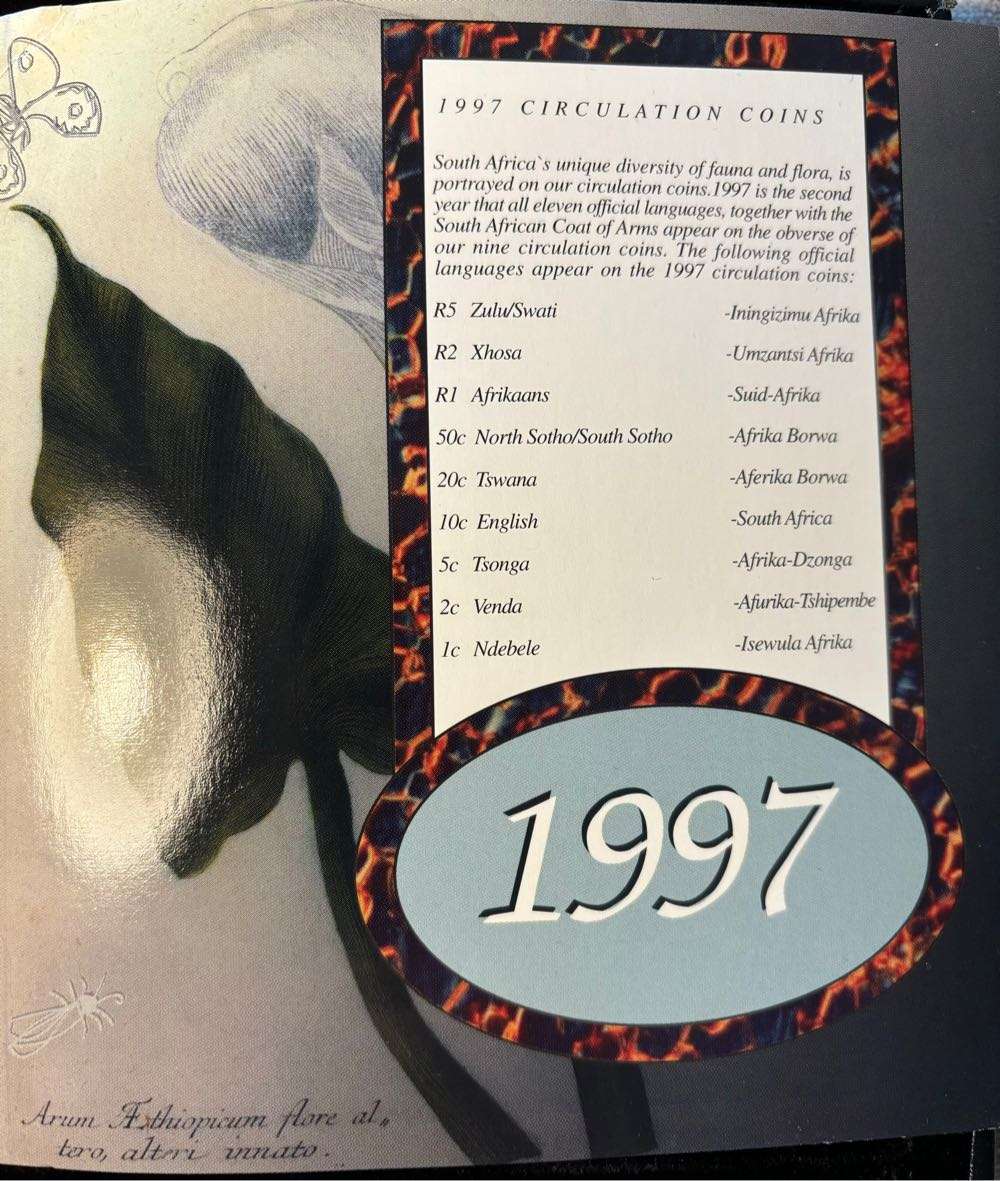 1997 CIRCULATION COINS
South Africa`s unique diversity of fauna and flora, is
portrayed on our circulation coins.1997 is the second
year that all eleven official languages, together with the
South African Coat of Arms appear on the obverse of
our nine circulation coins. The following official
languages appear on the 1997 circulation coins:
R5 Zulu/Swati -Iningizimu Afrika
R2 Xhosa -Umzantsi Afrika
R1 Afrikaans -Suid-Afrika
50c North Sotho/South Sotho -Afrika Borwa
20c Tswana -Aferika Borwa
10c English -South Africa
5c Tsonga -Afrika-Dzonga
2c Venda -Afurika-Tshipembe
1c Ndebele -Isewula Afrika
1997
Arum Æthiopicum flore al„
tero, alteri innato.